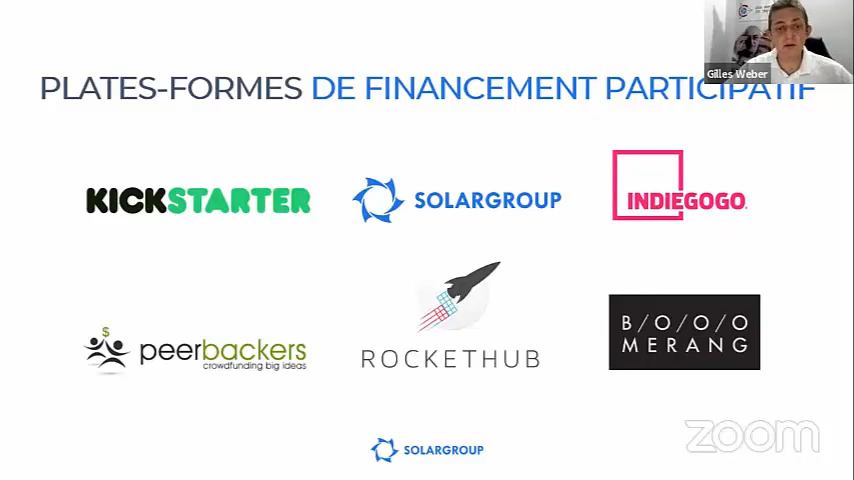 Gilles Weber
PLATES-FORMES DE FINANCEMENT PARTICIPATIF
KICKSTARTER
SOLARGROUP
INDIEGOGO
$
peerbackers
crowdfunding big ideas
ROCKETHUB
B/O/O/O
MERANG
zoom
SOLARGROUP